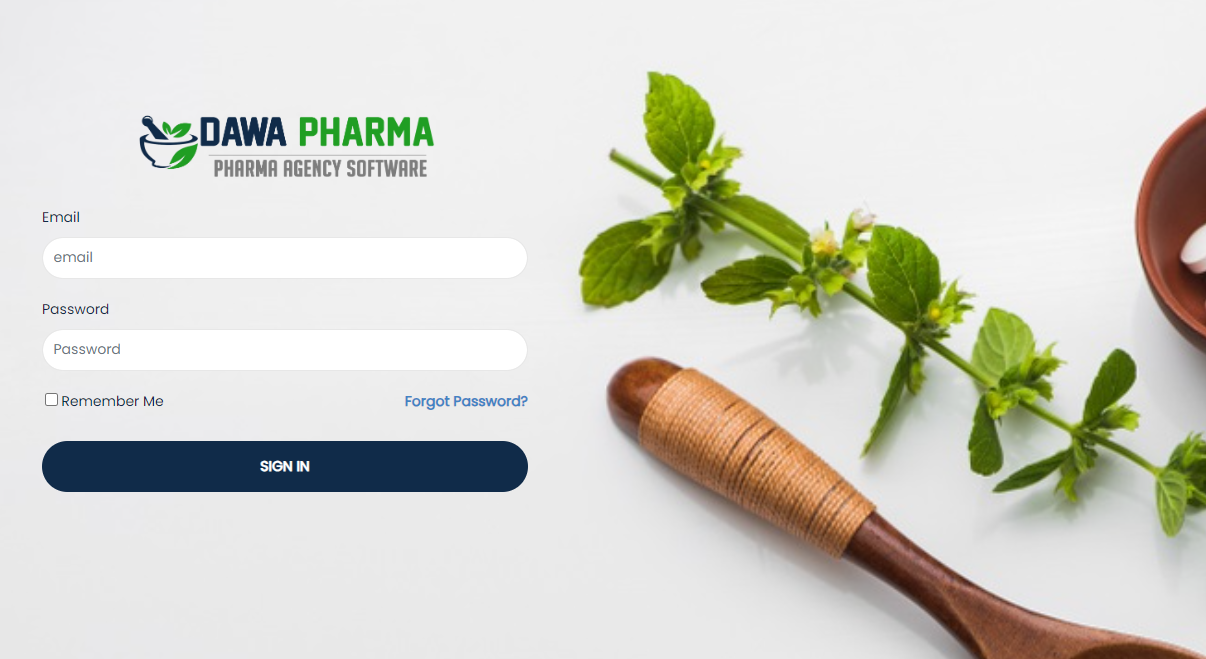 DAWA PHARMA
PHARMA AGENCY SOFTWARE
Email
email
Password
Password
Remember Me
Forgot Password?
SIGN IN